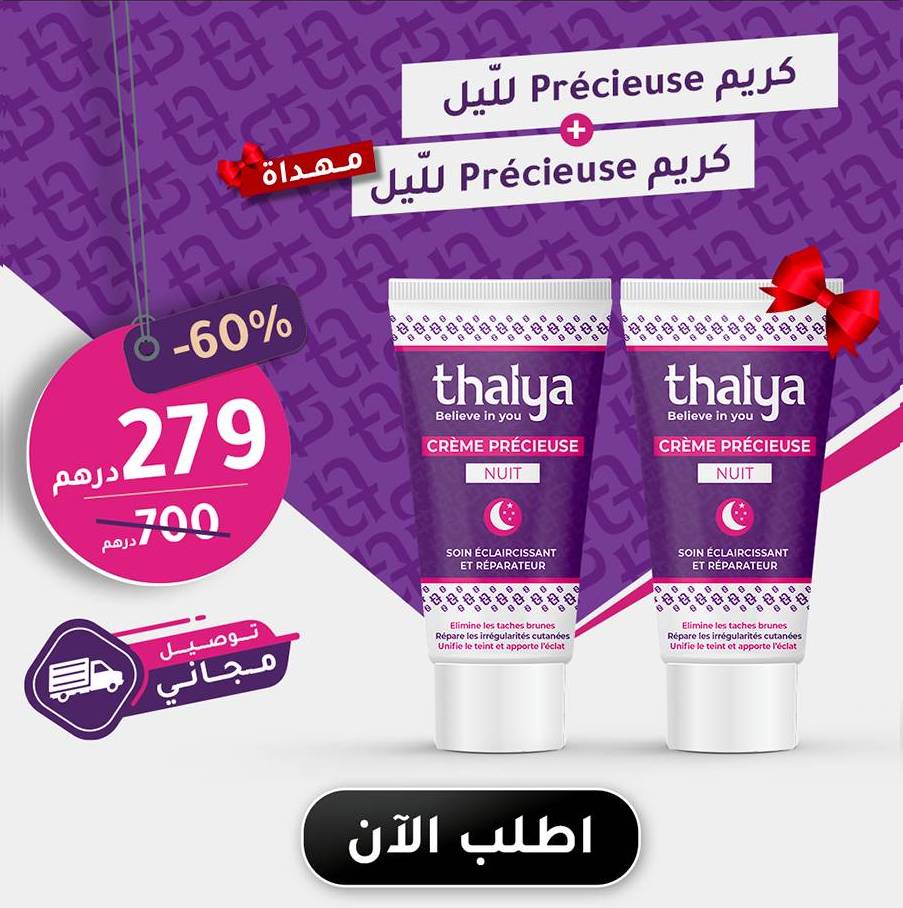 كريم Précieuse للّيل
+
كريم Précieuse للّيل
مهداة
-60%
279 درهم
700 درهم
توصيل
مجاني
thalya
Believe in you
CRÈME PRÉCIEUSE
NUIT
SOIN ÉCLAIRCISSANT
ET RÉPARATEUR
Elimine les taches brunes
Répare les irrégularités cutanées
Unifie le teint et apporte l'éclat
thalya
Believe in you
CRÈME PRÉCIEUSE
NUIT
SOIN ÉCLAIRCISSANT
ET RÉPARATEUR
Elimine les taches brunes
Répare les irrégularités cutanées
Unifie le teint et apporte l'éclat
اطلب الآن